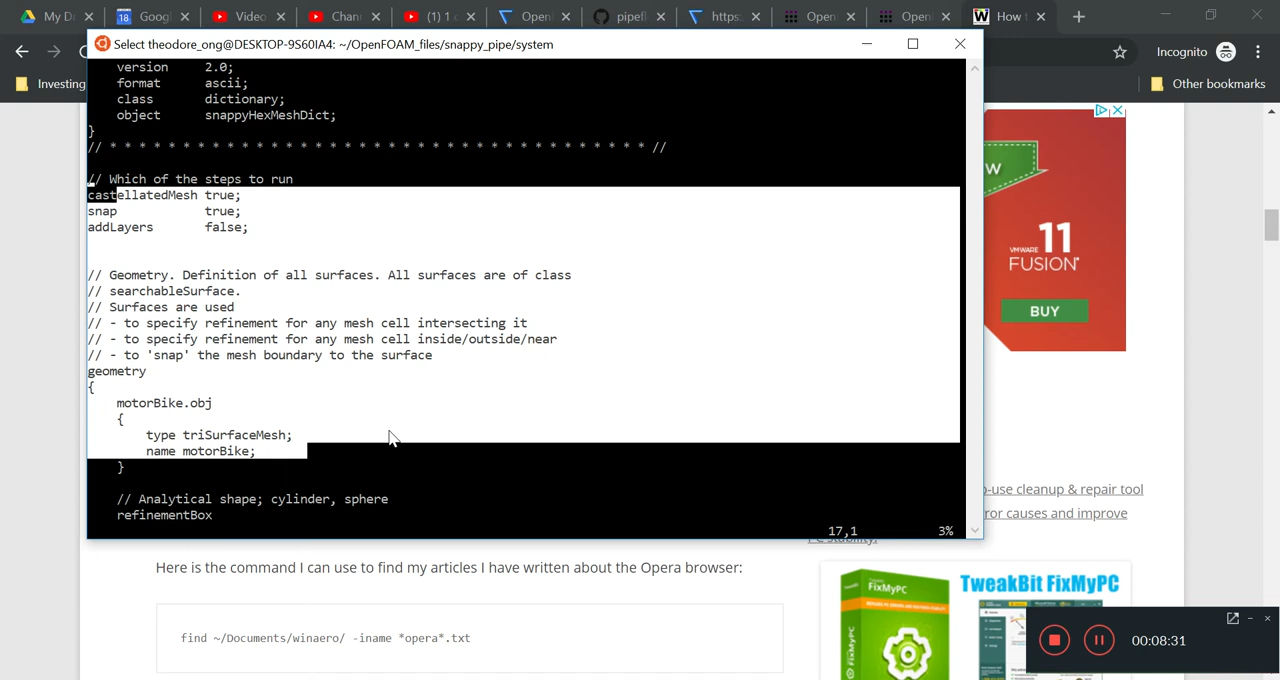 My D
18
Google
Video
Chann
(1) c
Open
pipefl
https:
Open
Open
W
How t
Select theodore_ong@DESKTOP-9S60IA4: ~/OpenFOAM_files/snappy_pipe/system
Incognito
Investing
Other bookmarks
version 2.0;
format ascii;
class dictionary;
object snappyHexMeshDict;
}
// * * * * * * * * * * * * * * * * * * * * * * * * * * * * * * * * * * * * * //
// Which of the steps to run
castellatedMesh true;
snap true;
addLayers false;
// Geometry. Definition of all surfaces. All surfaces are of class
// searchableSurface.
// Surfaces are used
// - to specify refinement for any mesh cell intersecting it
// - to specify refinement for any mesh cell inside/outside/near
// - to 'snap' the mesh boundary to the surface
geometry
{
motorBike.obj
{
type triSurfaceMesh;
name motorBike;
}
// Analytical shape; cylinder, sphere
refinementBox
17,1 3%
W
VMWARE 11
FUSION
BUY
-use cleanup & repair tool
ror causes and improve
PC stability.
Here is the command I can use to find my articles I have written about the Opera browser:
find ~/Documents/winaero/ -iname *opera*.txt
TweakBit FixMyPC
FixMyPC
00:08:31